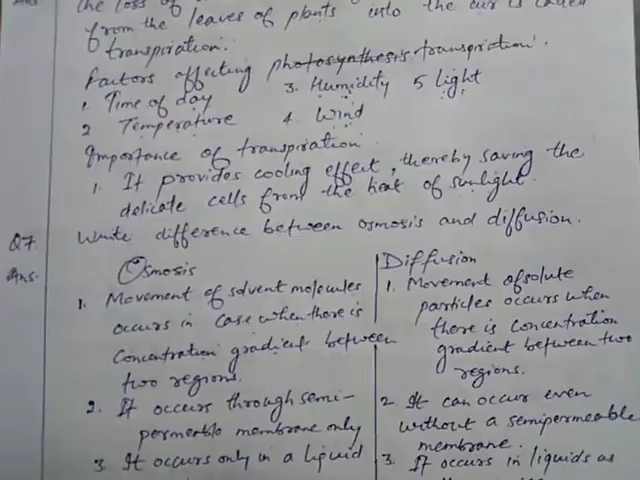 the loss of
from the leaves of plants into the air is called
transpiration.
Factors affecting photosynthesis transpiration.
1. Time of day 3. Humidity 5 light
2 Temperature 4. Wind
Importance of transpiration
1. It provides cooling effect, thereby saving the
delicate cells from the heat of sunlight.
Q7. Write difference between osmosis and diffusion.
Ans.
Osmosis
1. Movement of solvent molecules
occurs in case when there is
concentration gradient between
two regions.
2. It occurs through semi-
permeable membrane only
3. It occurs only in a liquid
Diffusion
1. Movement of solute
particles occurs when
there is concentration
gradient between two
regions.
2 It can occur even
without a semipermeable
membrane.
3. It occurs in liquids as